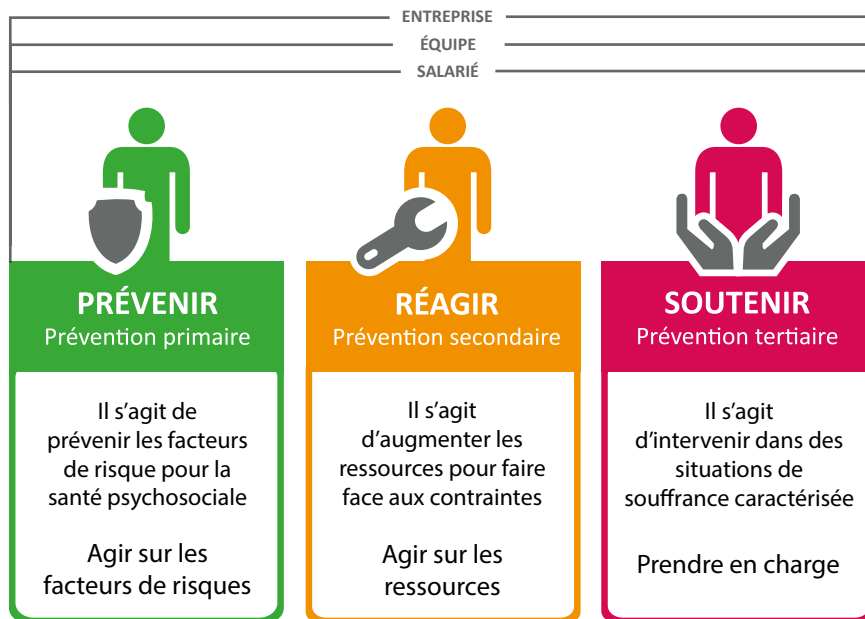 ENTREPRISE
ÉQUIPE
SALARIÉ
PRÉVENIR
Prévention primaire
Il s’agit de
prévenir les facteurs
de risque pour la
santé psychosociale
Agir sur les
facteurs de risques
RÉAGIR
Prévention secondaire
Il s’agit
d’augmenter les
ressources pour faire
face aux contraintes
Agir sur les
ressources
SOUTENIR
Prévention tertiaire
Il s’agit
d’intervenir dans des
situations de
souffrance caractérisée
Prendre en charge